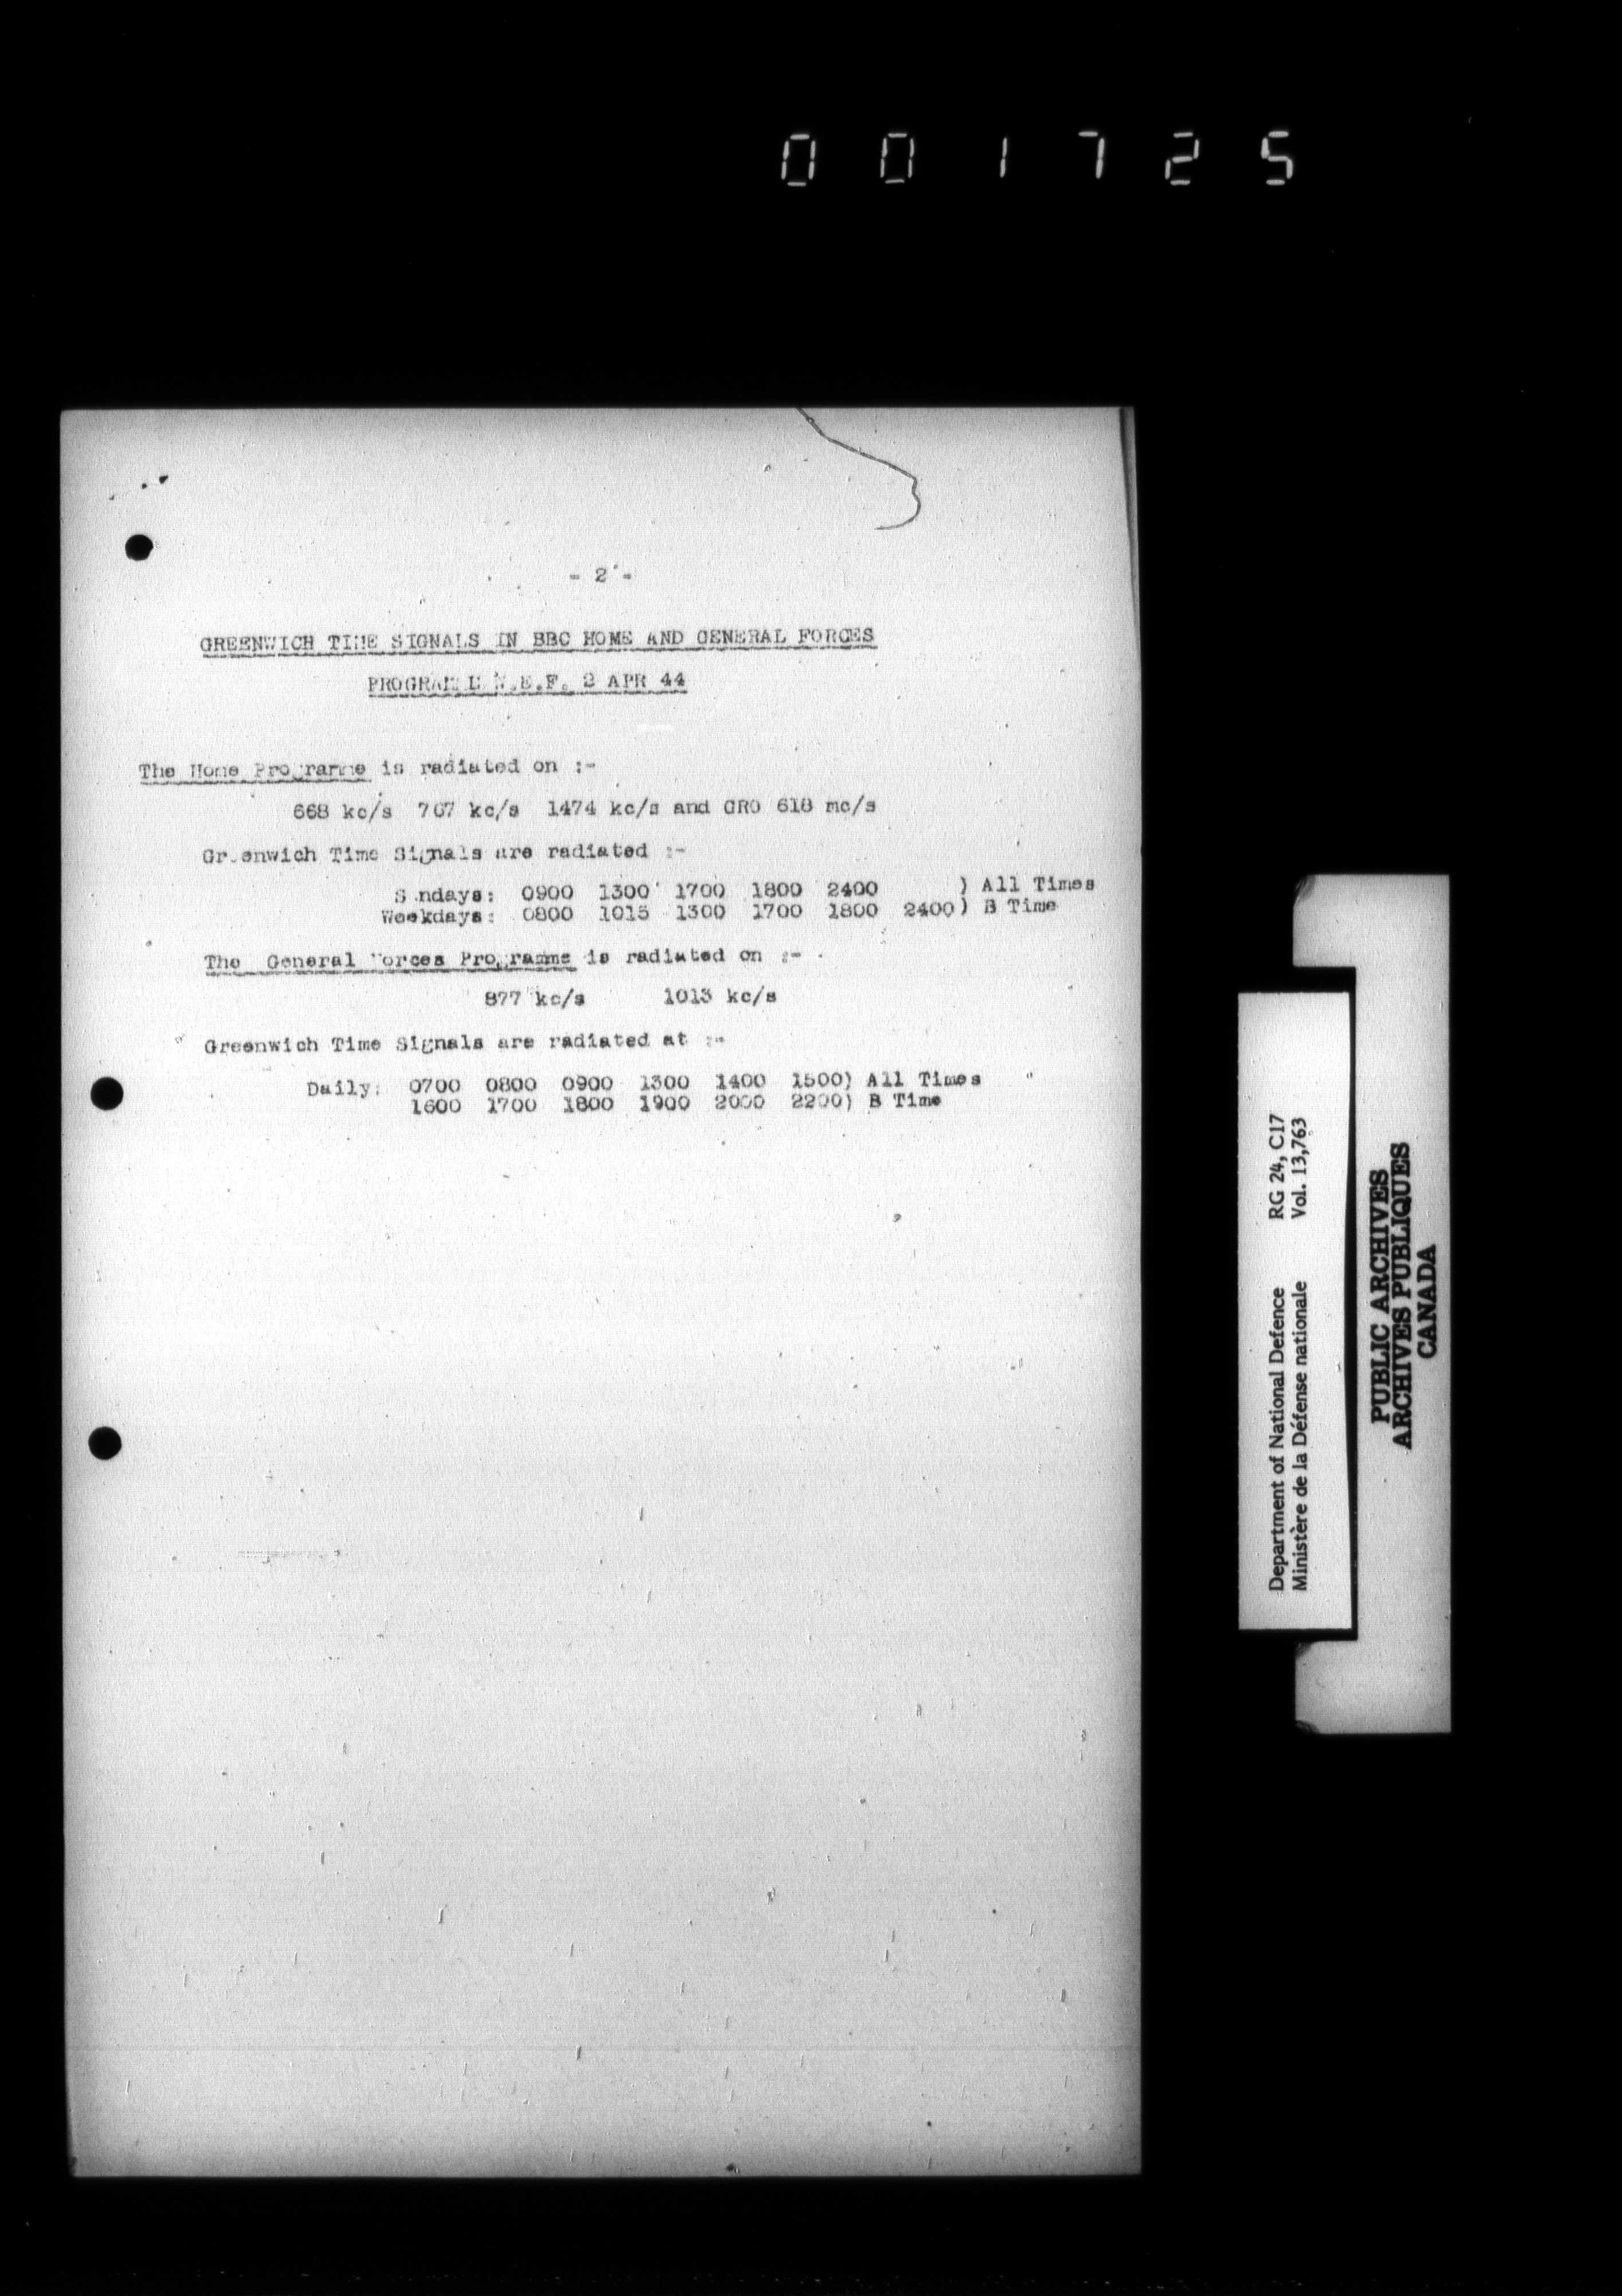 001725
- 2 -
GREENWICH TIME SIGNALS IN BBC HOME AND GENERAL FORCES
W.E.F. 2 APR 44
The Home Programme is radiated on :-
668 kc/s 767 kc/s 1474 kc/s and GRO 618 mc/s
Greenwich Time Signals are radiated :-
Sundays: 0900 1300 1700 1800 2400 ) All Times
Weekdays: 0800 1015 1300 1700 1800 2400) B Time
The General Forces Programme is radiated on :-
877 kc/s 1013 kc/s
Greenwich Time Signals are radiated at :-
Daily: 0700 0800 0900 1300 1400 1500) All Times
1600 1700 1800 1900 2000 2200) B Time
Department of National Defence RG 24, C17
Ministère de la Défense nationale Vol. 13,763
PUBLIC ARCHIVES
ARCHIVES PUBLIQUES
CANADA